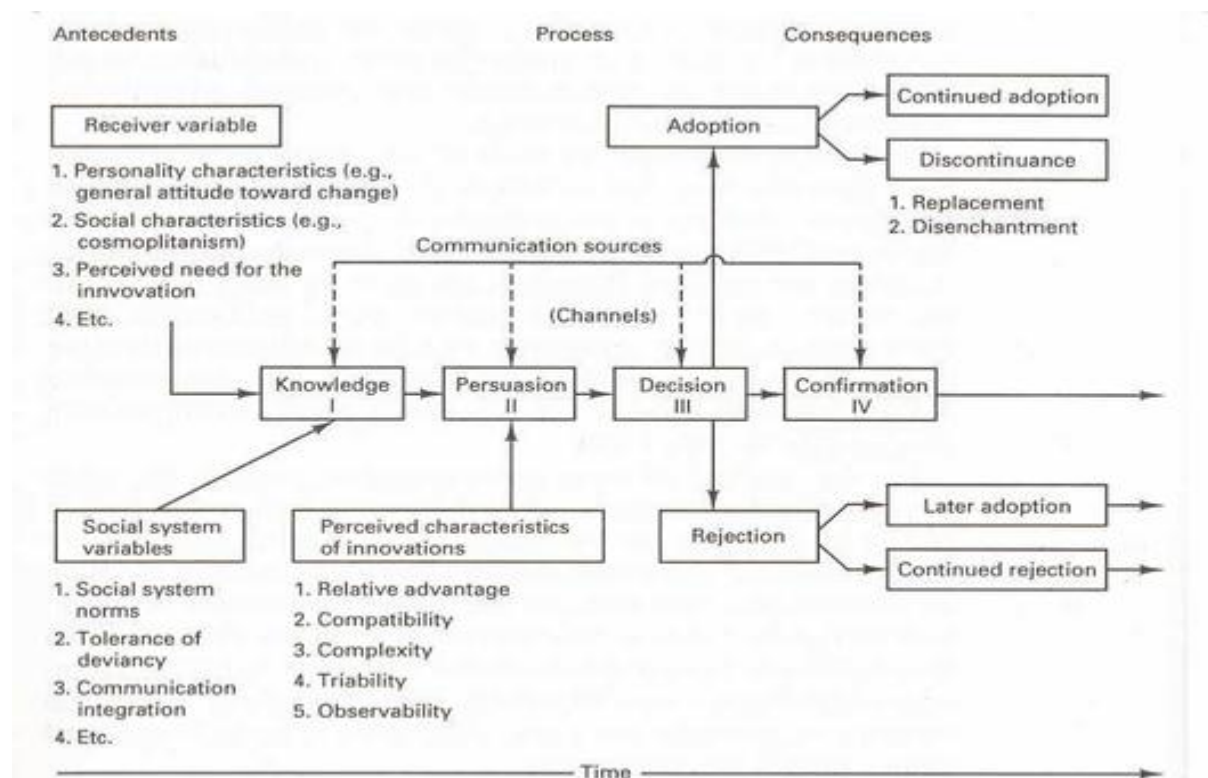 Antecedents
Process
Consequences
Receiver variable
1. Personality characteristics (e.g.,
general attitude toward change)
2. Social characteristics (e.g.,
cosmoplitanism)
3. Perceived need for the
innvovation
4. Etc.
Adoption
Continued adoption
Discontinuance
1. Replacement
2. Disenchantment
Communication sources
(Channels)
Knowledge
I
Persuasion
II
Decision
III
Confirmation
IV
Social system
variables
1. Social system
norms
2. Tolerance of
deviancy
3. Communication
integration
4. Etc.
Perceived characteristics
of innovations
1. Relative advantage
2. Compatibility
3. Complexity
4. Triability
5. Observability
Rejection
Later adoption
Continued rejection
Time